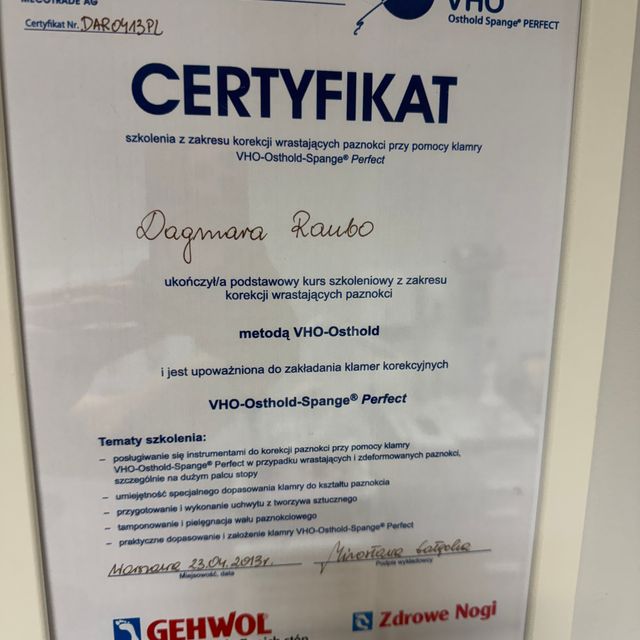 MECOTRADE AG
Certyfikat Nr. DAR0413PL
VHO
Osthold Spange® PERFECT
CERTYFIKAT
szkolenia z zakresu korekcji wrastających paznokci przy pomocy klamry
VHO-Osthold-Spange® Perfect
Dagmara Raubo
ukończył/a podstawowy kurs szkoleniowy z zakresu
korekcji wrastających paznokci
metodą VHO-Osthold
i jest upoważniona do zakładania klamer korekcyjnych
VHO-Osthold-Spange® Perfect
Tematy szkolenia:
– posługiwanie się instrumentami do korekcji paznokci przy pomocy klamry
VHO-Osthold-Spange® Perfect w przypadku wrastających i zdeformowanych paznokci,
szczególnie na dużym palcu stopy
– umiejętność specjalnego dopasowania klamry do kształtu paznokcia
– przygotowanie i wykonanie uchwytu z tworzywa sztucznego
– tamponowanie i pielęgnacja wału paznokciowego
– praktyczne dopasowanie i założenie klamry VHO-Osthold-Spange® Perfect
Warszawa 23.04.2013r. Mirosława
Miejscowość, data Podpis wykładowcy
GEHWOL Zdrowe Nogi